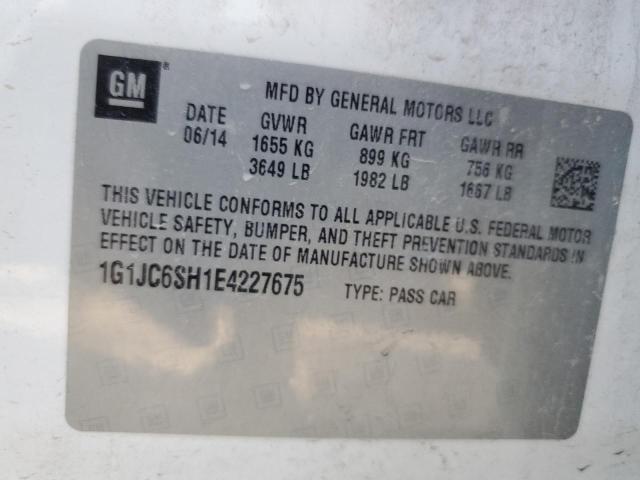 GM ®
MFD BY GENERAL MOTORS LLC
DATE GVWR GAWR FRT GAWR RR
06/14 1655 KG 899 KG 756 KG
3649 LB 1982 LB 1667 LB
THIS VEHICLE CONFORMS TO ALL APPLICABLE U.S. FEDERAL MOTOR
VEHICLE SAFETY, BUMPER, AND THEFT PREVENTION STANDARDS IN
EFFECT ON THE DATE OF MANUFACTURE SHOWN ABOVE.
1G1JC6SH1E4227675 TYPE: PASS CAR